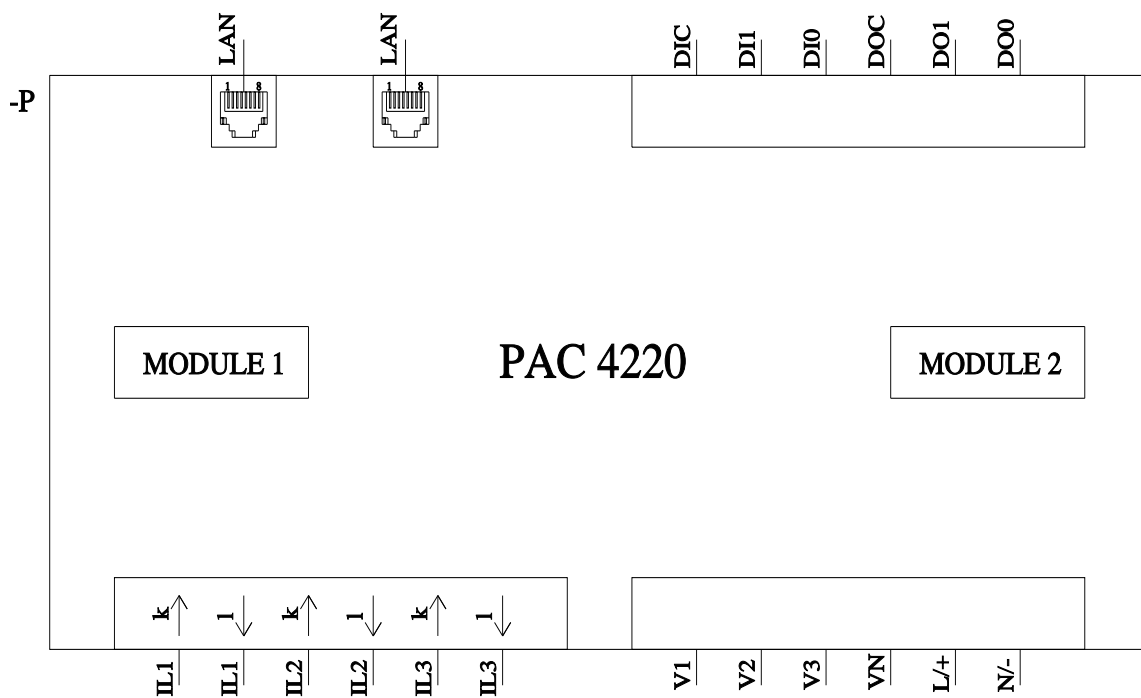 LAN LAN DIC DI1 DI0 DOC DO1 DO0
-P
1 8 1 8
MODULE 1 PAC 4220 MODULE 2
k l k l k l
IL1 IL1 IL2 IL2 IL3 IL3 V1 V2 V3 VN L/+ N/-